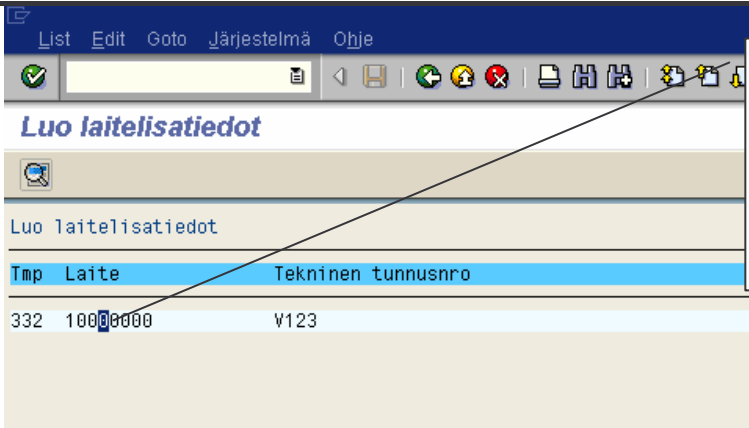 List Edit Goto Järjestelmä Ohje
Luo laitelisatiedot
Luo laitelisatiedot
Tmp Laite Tekninen tunnusnro
332 10000000 V123